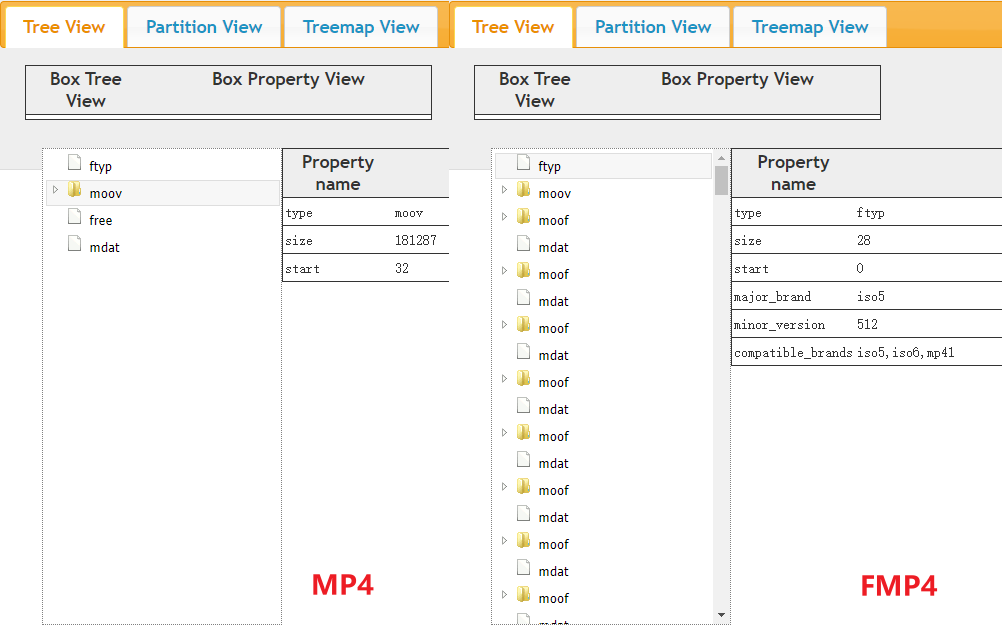 Tree View Partition View Treemap View
Box Tree View Box Property View
ftyp
moov
free
mdat
Property name
type moov
size 181287
start 32
MP4
Tree View Partition View Treemap View
Box Tree View Box Property View
ftyp
moov
moof
mdat
moof
mdat
moof
mdat
moof
mdat
moof
mdat
moof
mdat
moof
mdat
moof
mdat
Property name
type ftyp
size 28
start 0
major_brand iso5
minor_version 512
compatible_brands iso5,iso6,mp41
FMP4